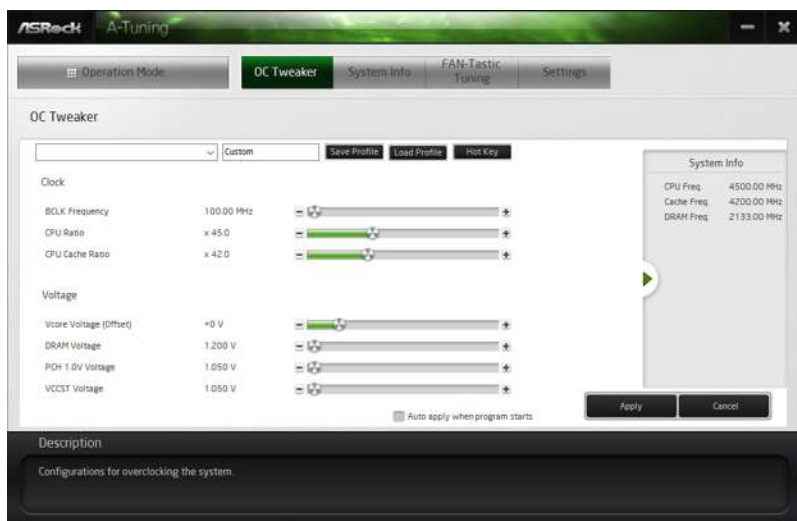 ASRock A-Tuning
Operation Mode
OC Tweaker
System Info
FAN-Tastic
Tuning
Settings
OC Tweaker
Custom
Save Profile
Load Profile
Hot Key
Clock
BCLK Frequency 100.00 MHz
CPU Ratio x 45.0
CPU Cache Ratio x 42.0
Voltage
Vcore Voltage (Offset) +0 V
DRAM Voltage 1.200 V
PCH 1.0V Voltage 1.050 V
VCCST Voltage 1.050 V
Auto apply when program starts
System Info
CPU Freq. 4500.00 MHz
Cache Freq. 4200.00 MHz
DRAM Freq. 2133.00 MHz
Apply
Cancel
Description
Configurations for overclocking the system.